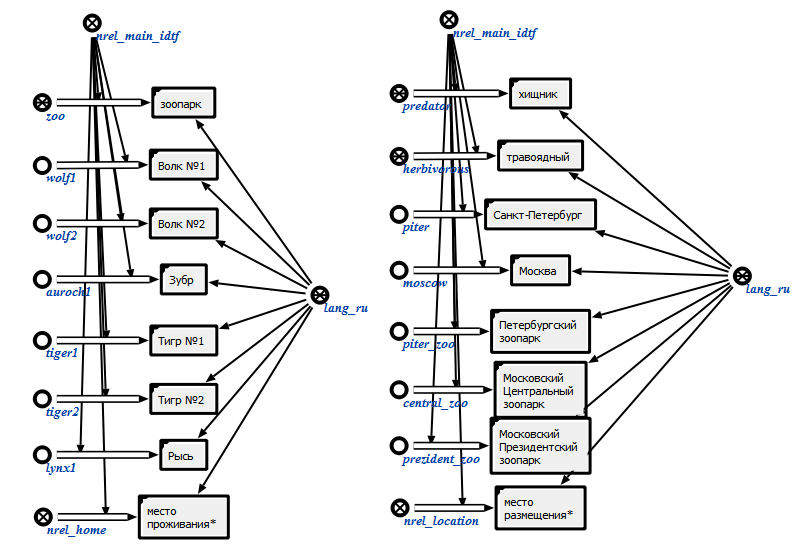 nrel_main_idtf
zoo
зоопарк
wolf1
Волк №1
wolf2
Волк №2
auroch1
Зубр
lang_ru
tiger1
Тигр №1
tiger2
Тигр №2
lynx1
Рысь
nrel_home
место
проживания*
nrel_main_idtf
predator
хищник
herbivorous
травоядный
piter
Санкт-Петербург
moscow
Москва
lang_ru
piter_zoo
Петербургский
зоопарк
central_zoo
Московский
Центральный
зоопарк
prezident_zoo
Московский
Президентский
зоопарк
nrel_location
место
размещения*